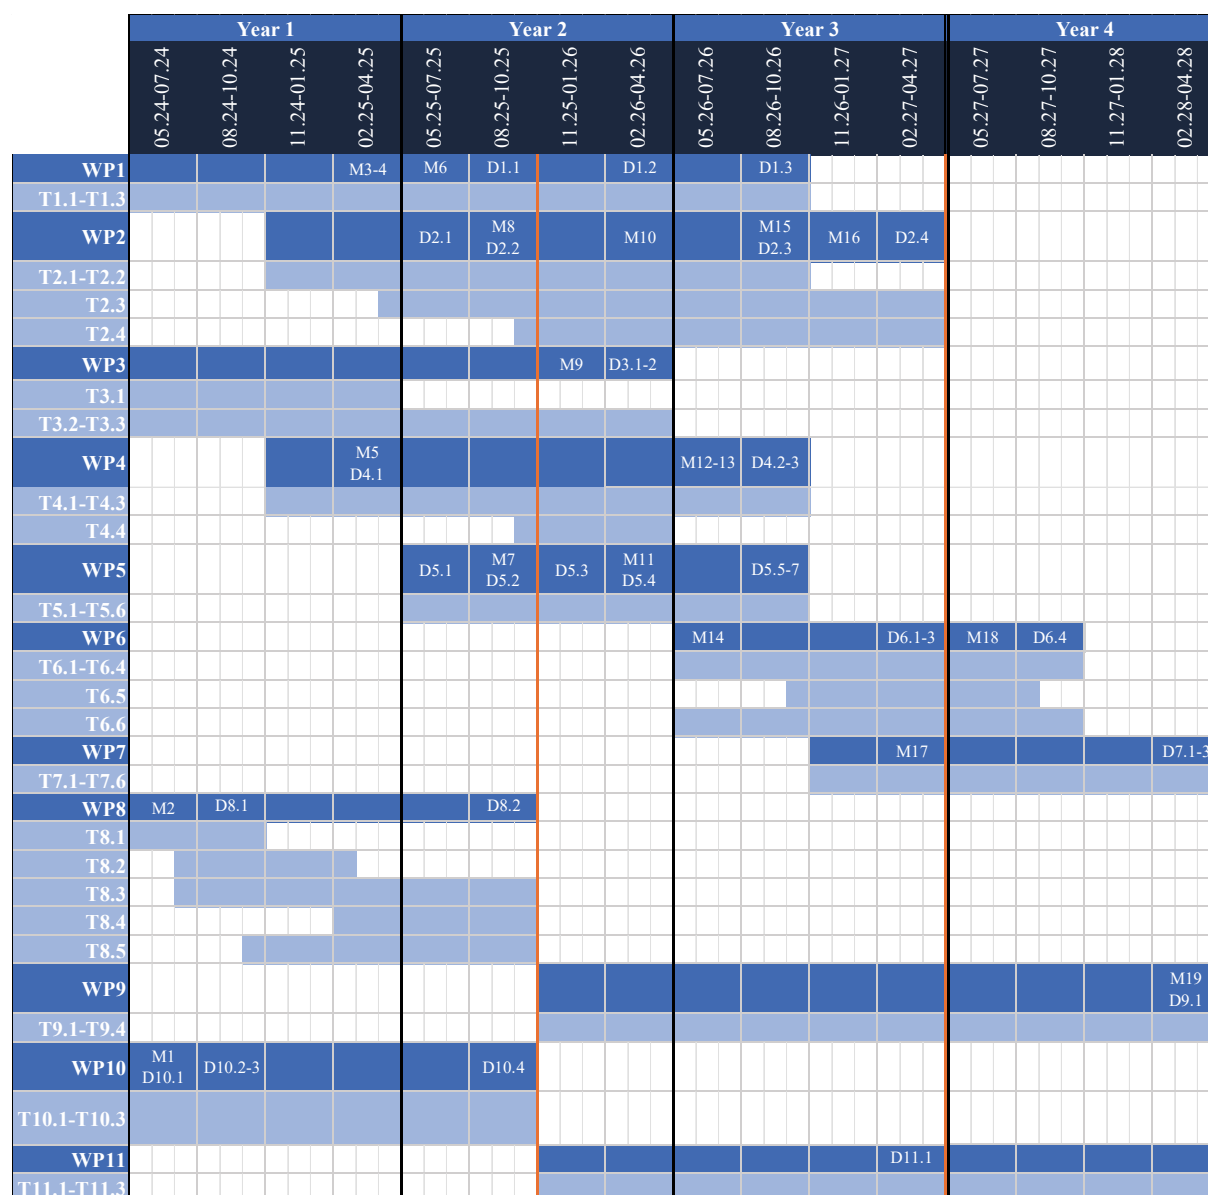 Year 1 Year 2 Year 3 Year 4
05.24-07.24 08.24-10.24 11.24-01.25 02.25-04.25 05.25-07.25 08.25-10.25 11.25-01.26 02.26-04.26 05.26-07.26 08.26-10.26 11.26-01.27 02.27-04.27 05.27-07.27 08.27-10.27 11.27-01.28 02.28-04.28
WP1 M3-4 M6 D1.1 D1.2 D1.3
T1.1-T1.3
WP2 D2.1 M8 D2.2 M10 M15 D2.3 M16 D2.4
T2.1-T2.2
T2.3
T2.4
WP3 M9 D3.1-2
T3.1
T3.2-T3.3
WP4 M5 D4.1 M12-13 D4.2-3
T4.1-T4.3
T4.4
WP5 D5.1 M7 D5.2 D5.3 M11 D5.4 D5.5-7
T5.1-T5.6
WP6 M14 D6.1-3 M18 D6.4
T6.1-T6.4
T6.5
T6.6
WP7 M17 D7.1-3
T7.1-T7.6
WP8 M2 D8.1 D8.2
T8.1
T8.2
T8.3
T8.4
T8.5
WP9 M19 D9.1
T9.1-T9.4
WP10 M1 D10.1 D10.2-3 D10.4
T10.1-T10.3
WP11 D11.1
T11.1-T11.3